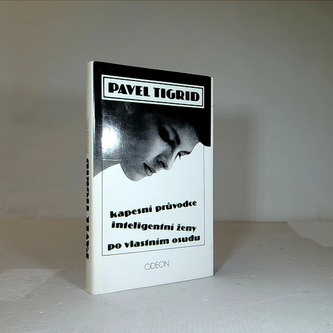 PAVEL TIGRID
kapesní průvodce
inteligentní ženy
po vlastním osudu
ODEON
PAVEL TIGRID